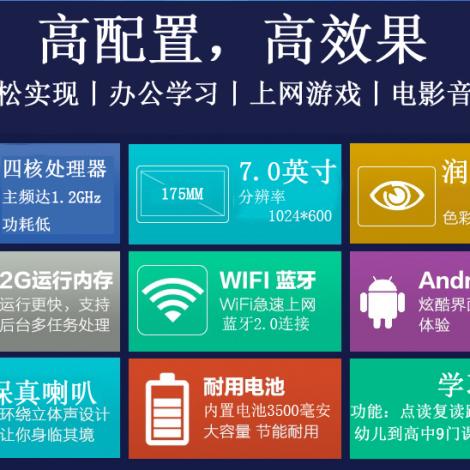 高配置，高效果
松实现丨办公学习丨上网游戏丨电影音
四核处理器
主频达1.2GHz
功耗低
175MM
7.0英寸
分辨率
1024*600
润
色彩
2G运行内存
运行更快，支持
后台多任务处理
WIFI 蓝牙
WiFi急速上网
蓝牙2.0连接
Andr
炫酷界面
体验
保真喇叭
环绕立体声设计
让你身临其境
耐用电池
内置电池3500毫安
大容量 节能耐用
学习
功能：点读复读跟
幼儿到高中9门课